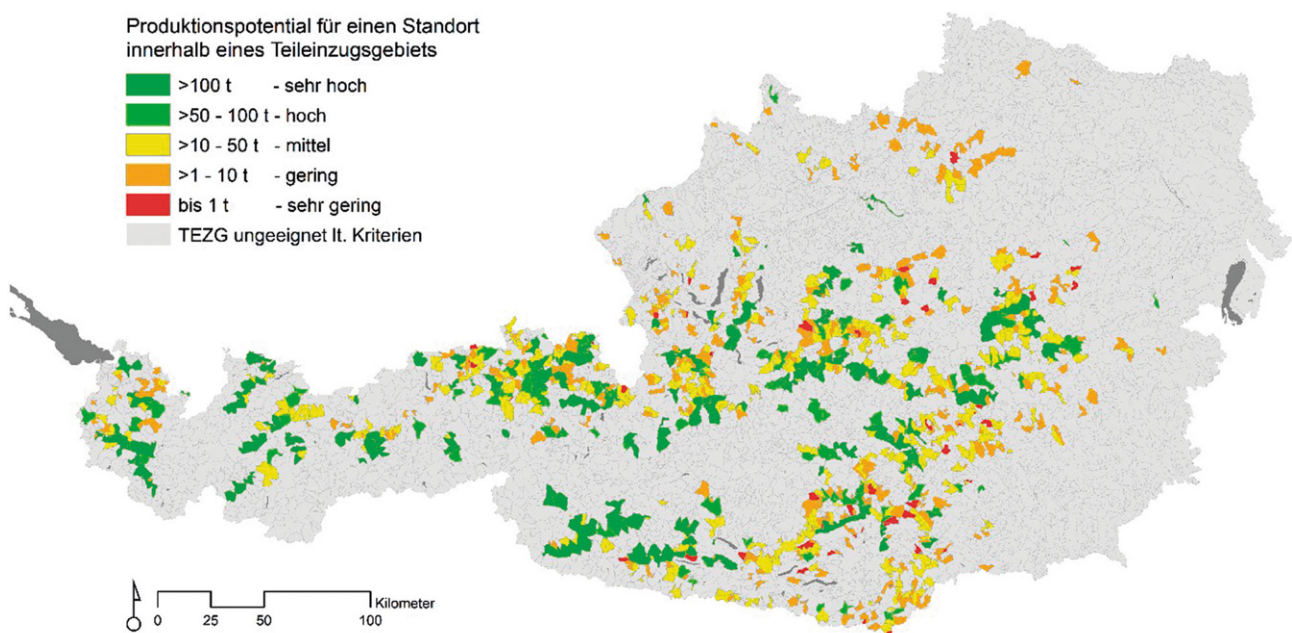 Produktionspotential für einen Standort
innerhalb eines Teileinzugsgebiets
>100 t - sehr hoch
>50 - 100 t - hoch
>10 - 50 t - mittel
>1 - 10 t - gering
bis 1 t - sehr gering
TEZG ungeeignet lt. Kriterien
Kilometer
0 25 50 100